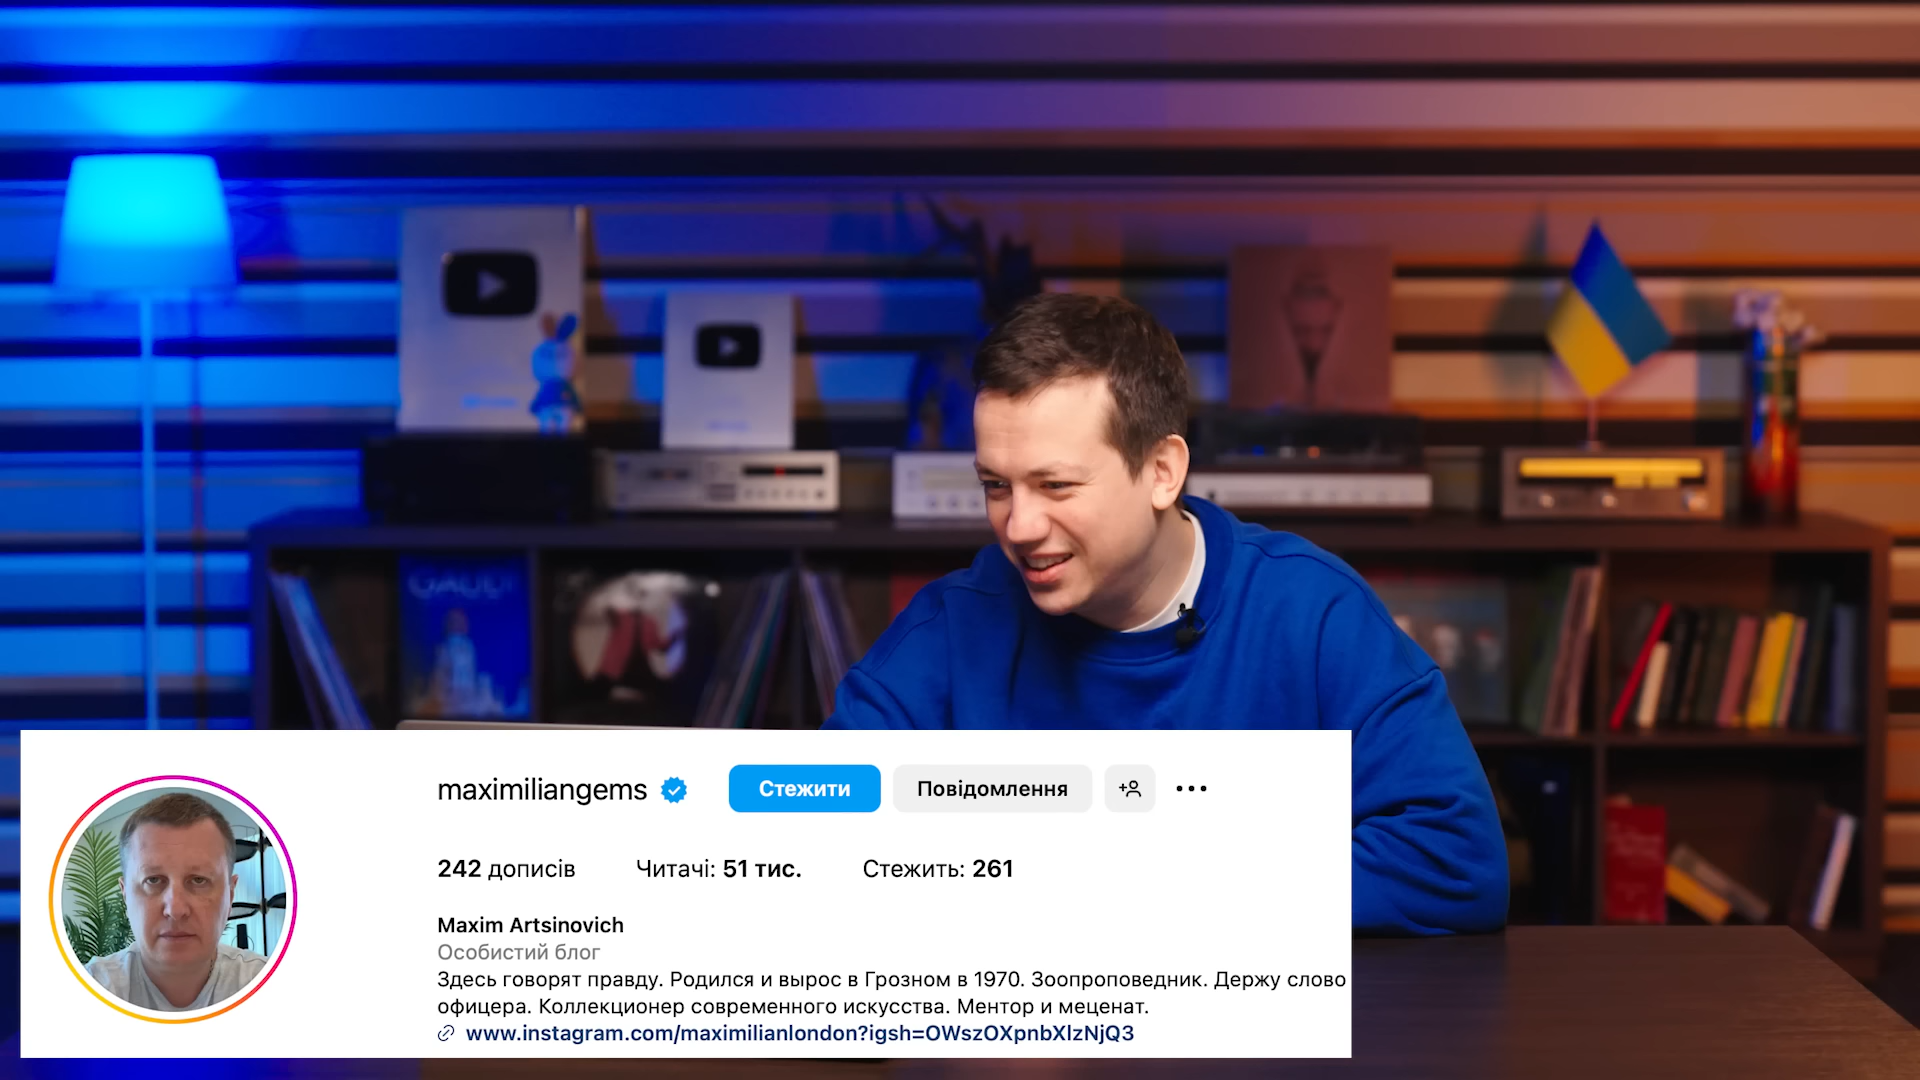 GAUDI
maximiliangems
Стежити
Повідомлення
242 дописів
Читачі: 51 тис.
Стежить: 261
Maxim Artsinovich
Особистий блог
Здесь говорят правду. Родился и вырос в Грозном в 1970. Зоопроповедник. Держу слово
офицера. Коллекционер современного искусства. Ментор и меценат.
www.instagram.com/maximilianlondon?igsh=OWszOXpnbXlzNjQ3